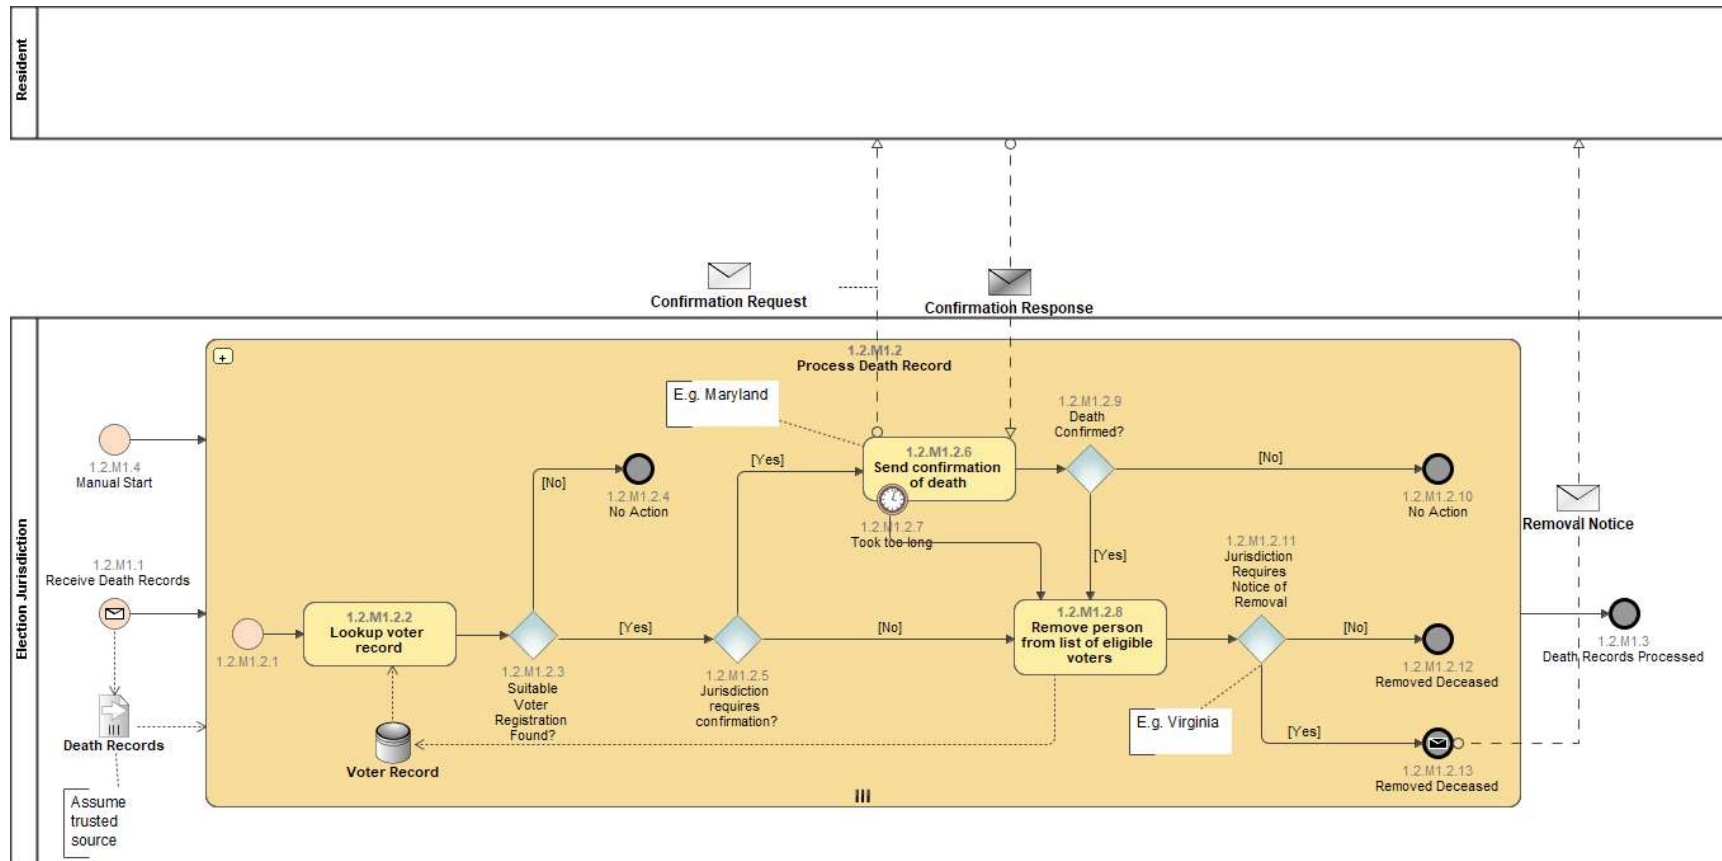 Resident
Confirmation Request
Confirmation Response
Election Jurisdiction
1.2.M1.2
Process Death Record
E.g. Maryland
1.2.M1.4
Manual Start
1.2.M1.1
Receive Death Records
Death Records
Assume
trusted
source
1.2.M1.2.1
1.2.M1.2.2
Lookup voter
record
Voter Record
1.2.M1.2.3
Suitable
Voter
Registration
Found?
[No]
1.2.M1.2.4
No Action
[Yes]
1.2.M1.2.5
Jurisdiction
requires
confirmation?
[Yes]
[No]
1.2.M1.2.6
Send confirmation
of death
1.2.M1.2.7
Took too long
1.2.M1.2.9
Death
Confirmed?
[No]
1.2.M1.2.10
No Action
[Yes]
1.2.M1.2.8
Remove person
from list of eligible
voters
1.2.M1.2.11
Jurisdiction
Requires
Notice of
Removal
E.g. Virginia
[No]
1.2.M1.2.12
Removed Deceased
[Yes]
1.2.M1.2.13
Removed Deceased
Removal Notice
1.2.M1.3
Death Records Processed